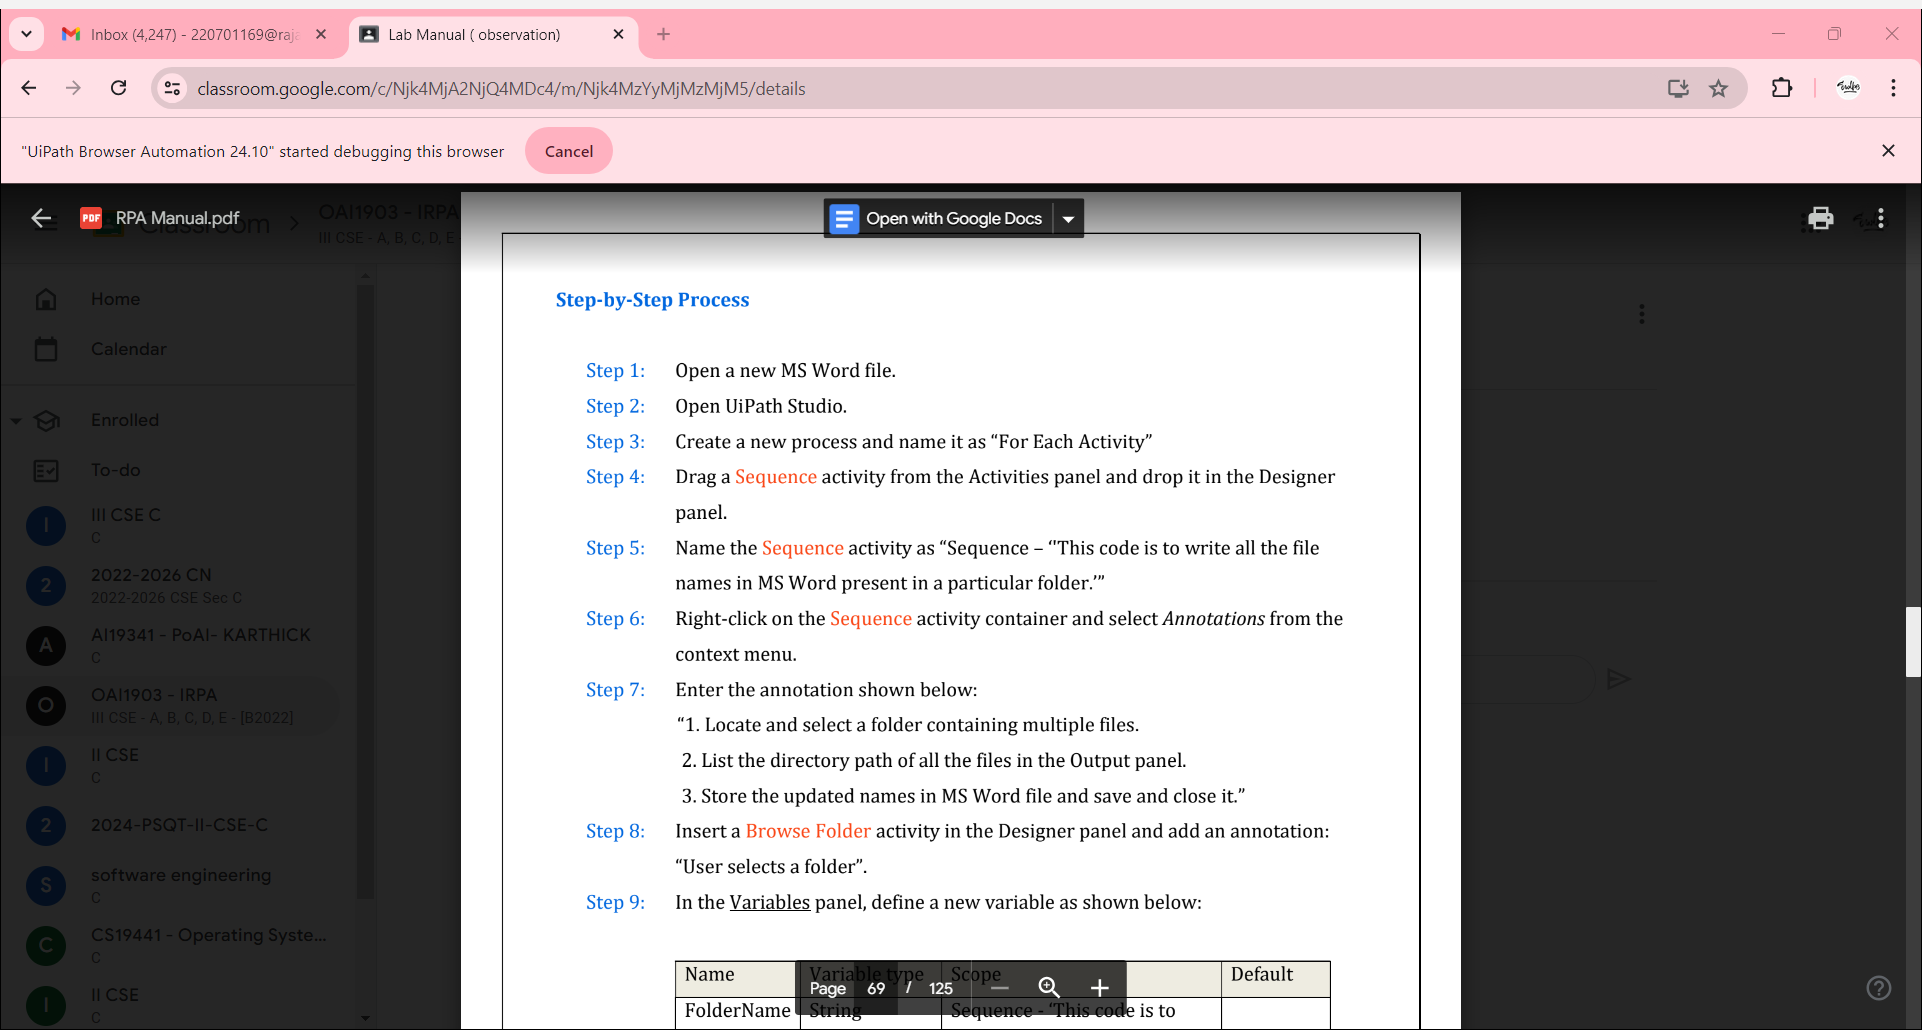 Inbox (4,247) - 220701169@raja
Lab Manual ( observation)
classroom.google.com/c/Njk4MjA2NjQ4MDc4/m/Njk4MzYyMjMzMjM5/details
"UiPath Browser Automation 24.10" started debugging this browser
Cancel
PDF RPA Manual.pdf
Classroom
OAI1903 - IRPA
III CSE - A, B, C, D, E
Open with Google Docs
Home
Calendar
Enrolled
To-do
I III CSE C
C
2 2022-2026 CN
2022-2026 CSE Sec C
A AI19341 - PoAI- KARTHICK
C
O OAI1903 - IRPA
III CSE - A, B, C, D, E - [B2022]
I II CSE
C
2 2024-PSQT-II-CSE-C
S software engineering
C
C CS19441 - Operating Syste...
C
I II CSE
C
Step-by-Step Process
Step 1: Open a new MS Word file.
Step 2: Open UiPath Studio.
Step 3: Create a new process and name it as “For Each Activity”
Step 4: Drag a Sequence activity from the Activities panel and drop it in the Designer
panel.
Step 5: Name the Sequence activity as “Sequence – ‘'This code is to write all the file
names in MS Word present in a particular folder.’”
Step 6: Right-click on the Sequence activity container and select Annotations from the
context menu.
Step 7: Enter the annotation shown below:
“1. Locate and select a folder containing multiple files.
2. List the directory path of all the files in the Output panel.
3. Store the updated names in MS Word file and save and close it.”
Step 8: Insert a Browse Folder activity in the Designer panel and add an annotation:
“User selects a folder”.
Step 9: In the Variables panel, define a new variable as shown below:
Name Variable type Scope Default
Page 69 / 125
FolderName String Sequence - ‘This code is to